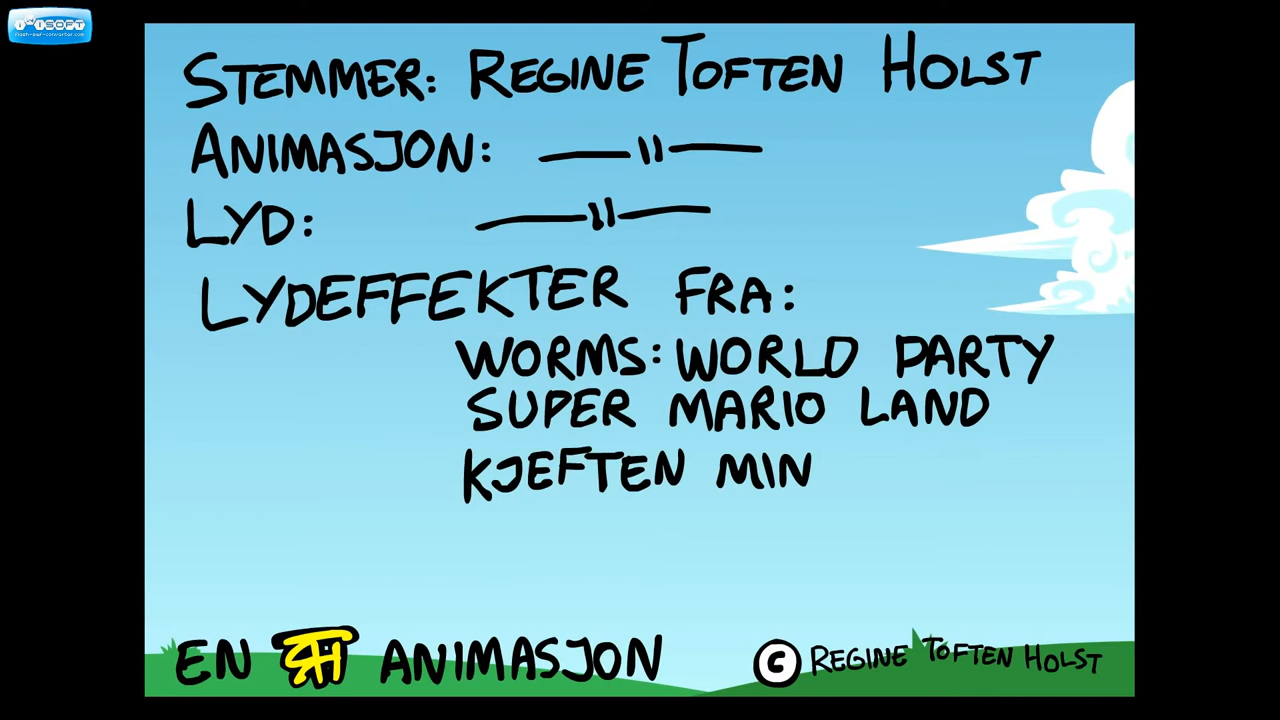 STEMMER: REGINE TOFTEN HOLST
ANIMASJON: —— " ——
LYD: —— " ——
LYDEFFEKTER FRA:
WORMS: WORLD PARTY
SUPER MARIO LAND
KJEFTEN MIN
EN ANIMASJON
© REGINE TOFTEN HOLST